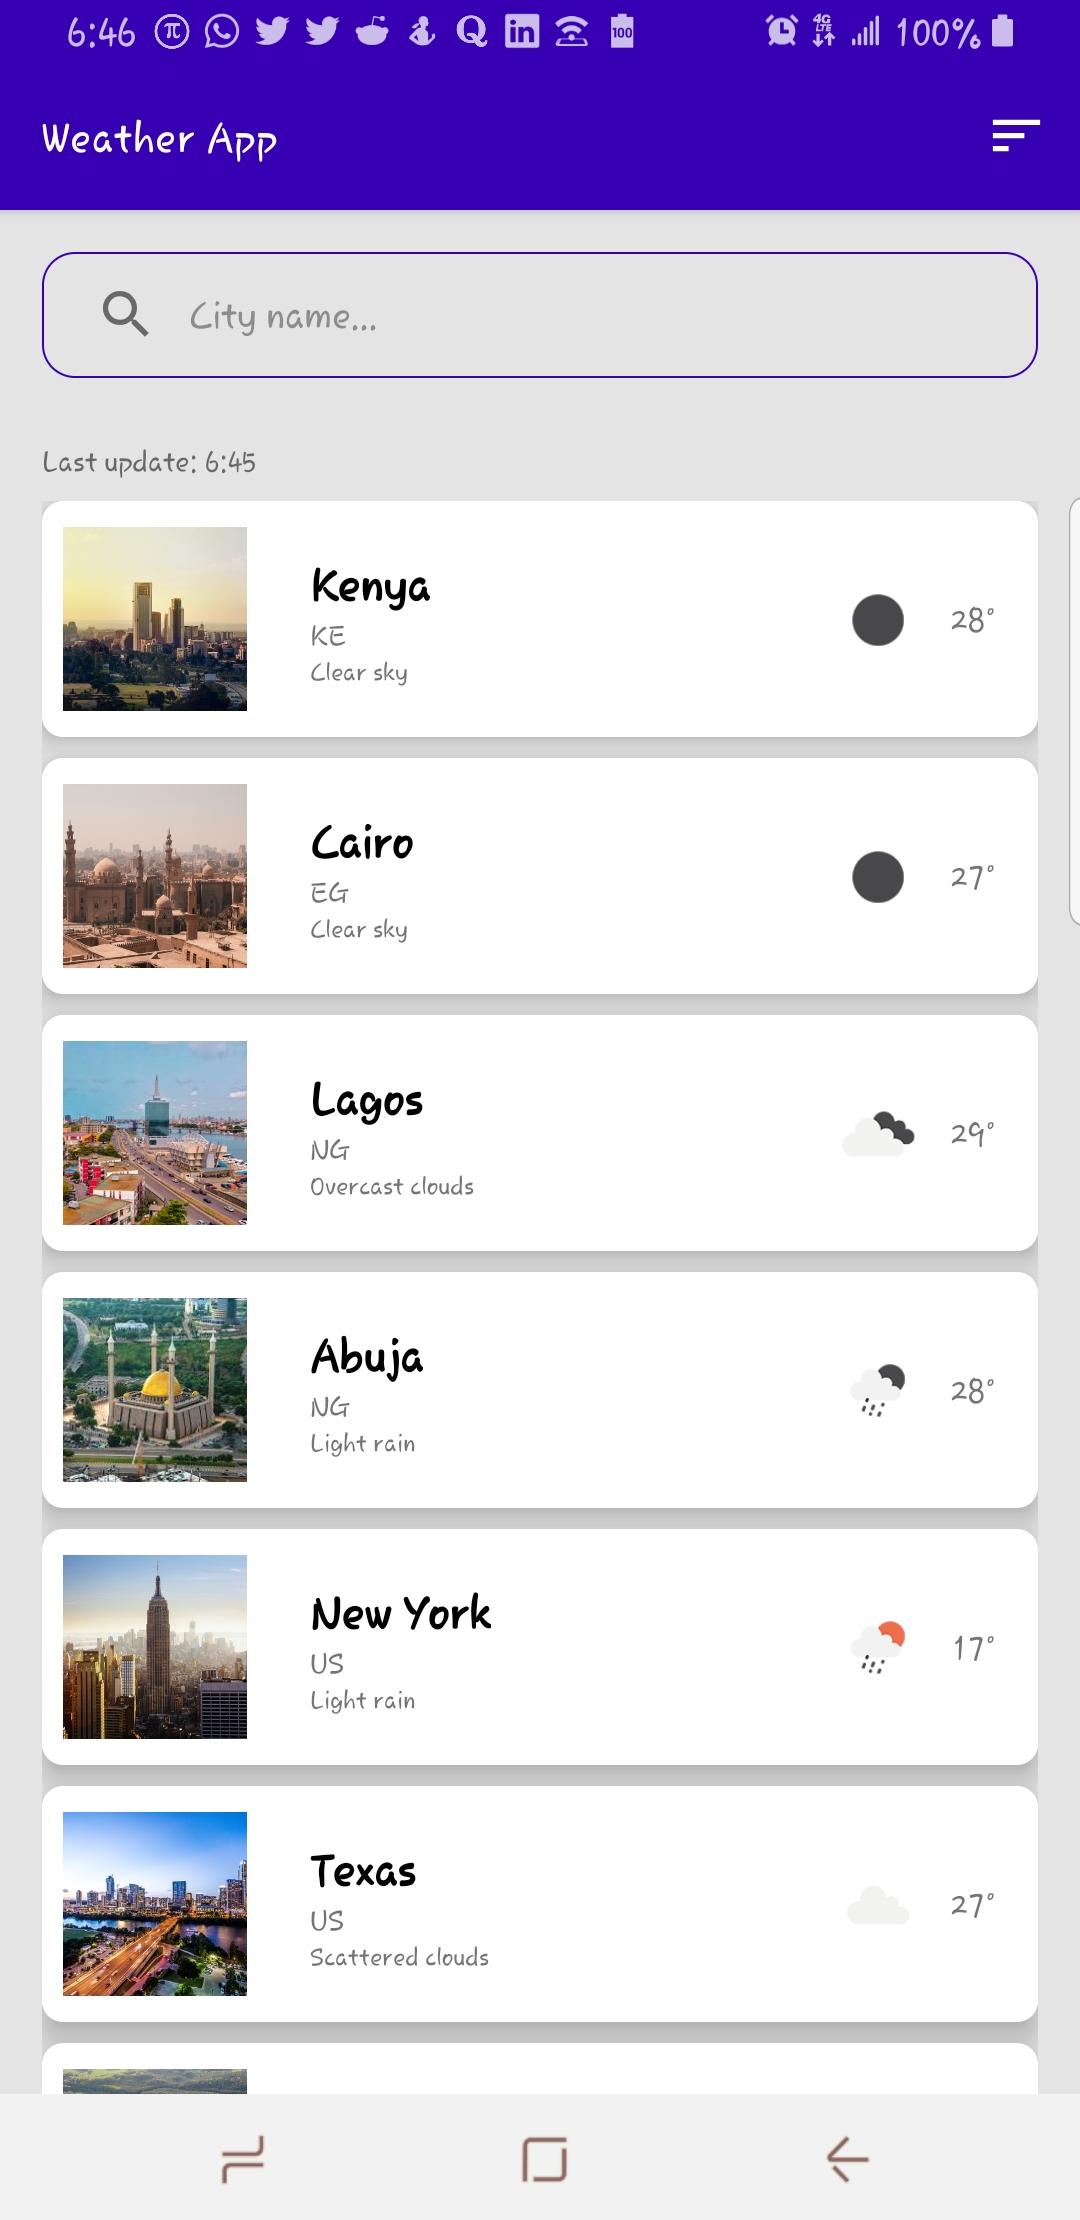 6:46 100%
Weather App
City name...
Last update: 6:45
Kenya
KE
Clear sky
28°
Cairo
EG
Clear sky
27°
Lagos
NG
Overcast clouds
29°
Abuja
NG
Light rain
28°
New York
US
Light rain
17°
Texas
US
Scattered clouds
27°